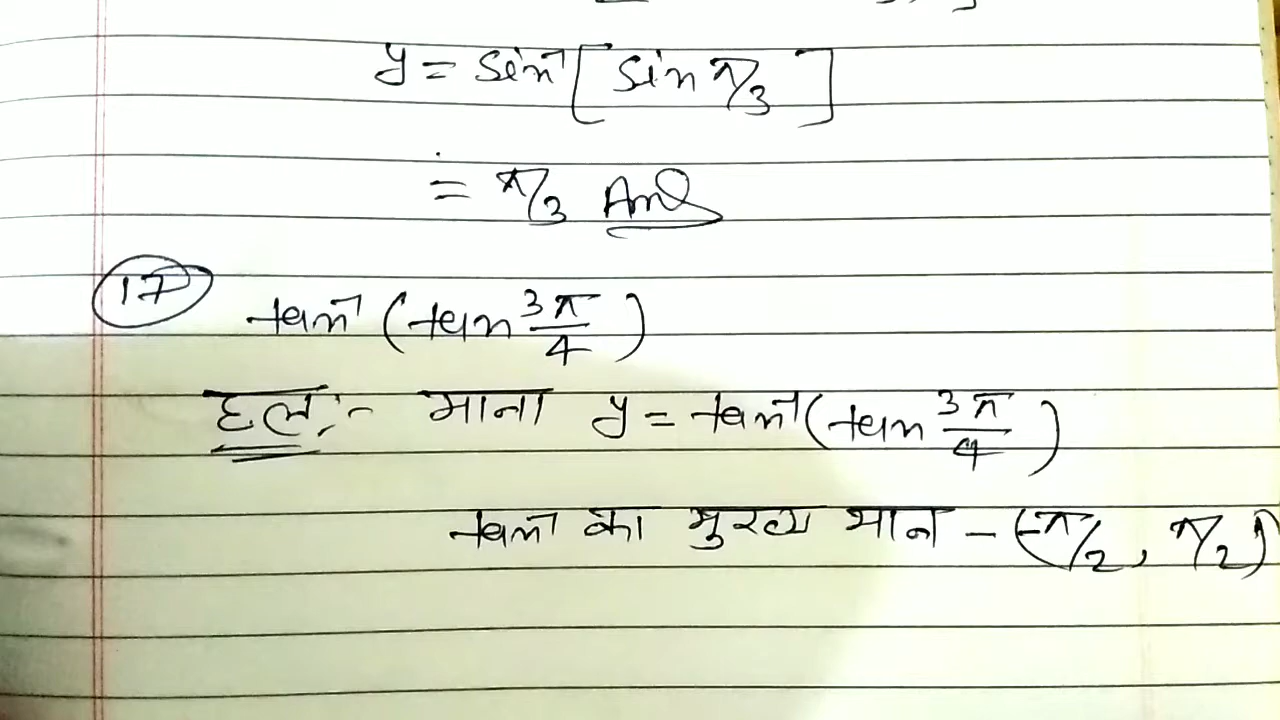 y = sin⁻¹[ sin π/3 ]
= π/3 Ans
17 tan⁻¹ (tan 3π/4)
हल:- माना y = tan⁻¹(tan 3π/4)
tan⁻¹ का मुख्य मान - (-π/2, π/2)